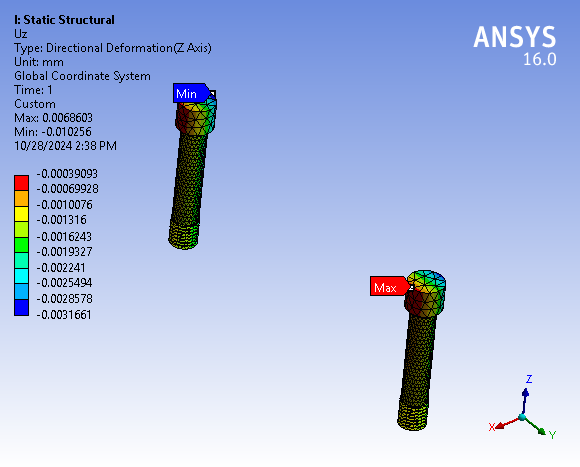 I: Static Structural
Uz
Type: Directional Deformation(Z Axis)
Unit: mm
Global Coordinate System
Time: 1
Custom
Max: 0.0068603
Min: -0.010256
10/28/2024 2:38 PM
ANSYS
16.0
Min
-0.00039093
-0.00069928
-0.0010076
-0.001316
-0.0016243
-0.0019327
-0.002241
-0.0025494
-0.0028578
-0.0031661
Max
Z
X
Y